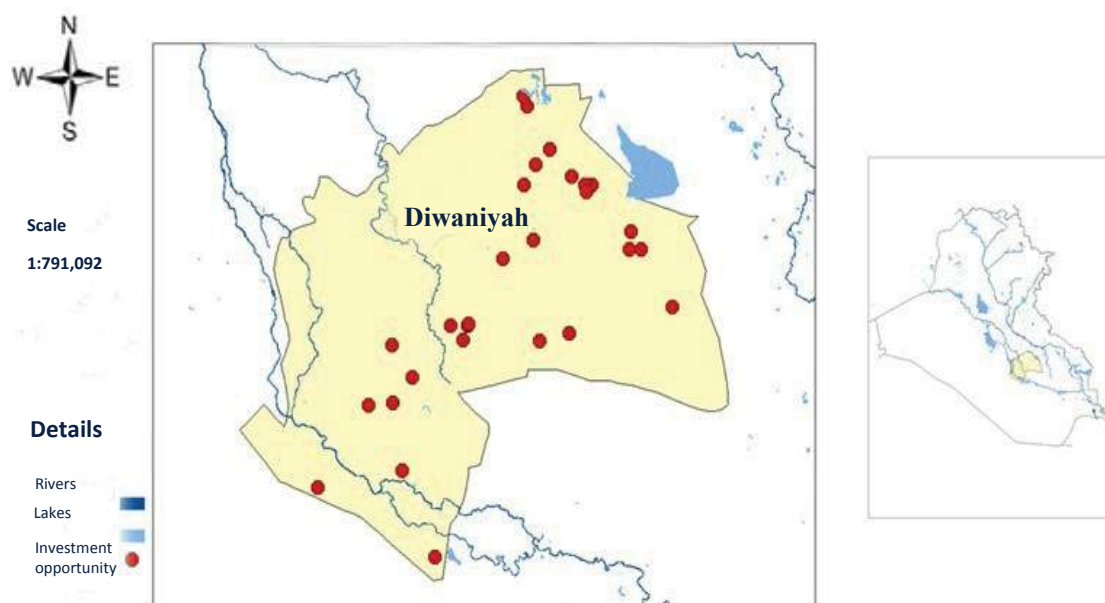 N
W E
S
Scale
1:791,092
Diwaniyah
Details
Rivers
Lakes
Investment
opportunity